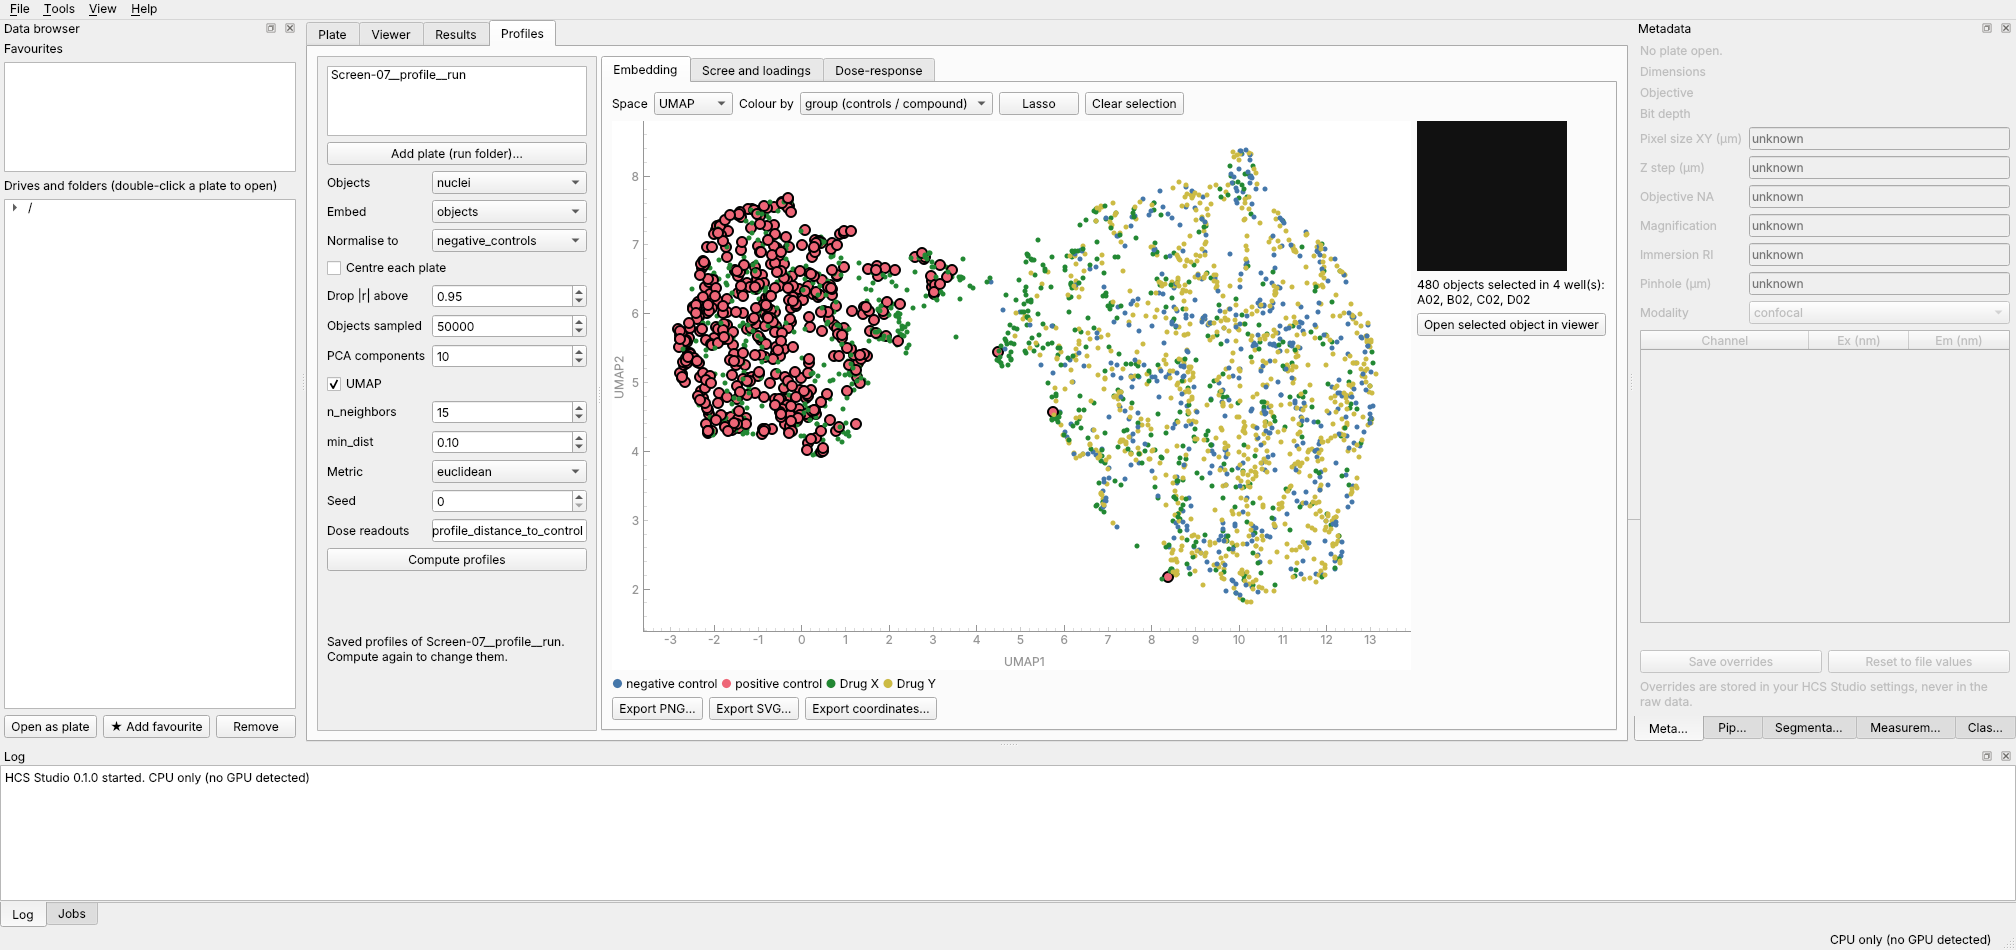 File Tools View Help
Data browser
Favourites
Drives and folders (double-click a plate to open)
/
Open as plate
★ Add favourite
Remove
Plate
Viewer
Results
Profiles
Screen-07__profile__run
Add plate (run folder)...
Objects nuclei
Embed objects
Normalise to negative_controls
Centre each plate
Drop |r| above 0.95
Objects sampled 50000
PCA components 10
UMAP
n_neighbors 15
min_dist 0.10
Metric euclidean
Seed 0
Dose readouts profile_distance_to_control
Compute profiles
Saved profiles of Screen-07__profile__run.
Compute again to change them.
Embedding
Scree and loadings
Dose-response
Space UMAP Colour by group (controls / compound) Lasso Clear selection
UMAP2
8
7
6
5
4
3
2
-3 -2 -1 0 1 2 3 4 5 6 7 8 9 10 11 12 13
UMAP1
negative control positive control Drug X Drug Y
Export PNG... Export SVG... Export coordinates...
480 objects selected in 4 well(s):
A02, B02, C02, D02
Open selected object in viewer
Metadata
No plate open.
Dimensions
Objective
Bit depth
Pixel size XY (µm) unknown
Z step (µm) unknown
Objective NA unknown
Magnification unknown
Immersion RI unknown
Pinhole (µm) unknown
Modality confocal
Channel Ex (nm) Em (nm)
Save overrides Reset to file values
Overrides are stored in your HCS Studio settings, never in the
raw data.
Meta... Pip... Segmenta... Measurem... Clas...
Log
HCS Studio 0.1.0 started. CPU only (no GPU detected)
Log Jobs
CPU only (no GPU detected)